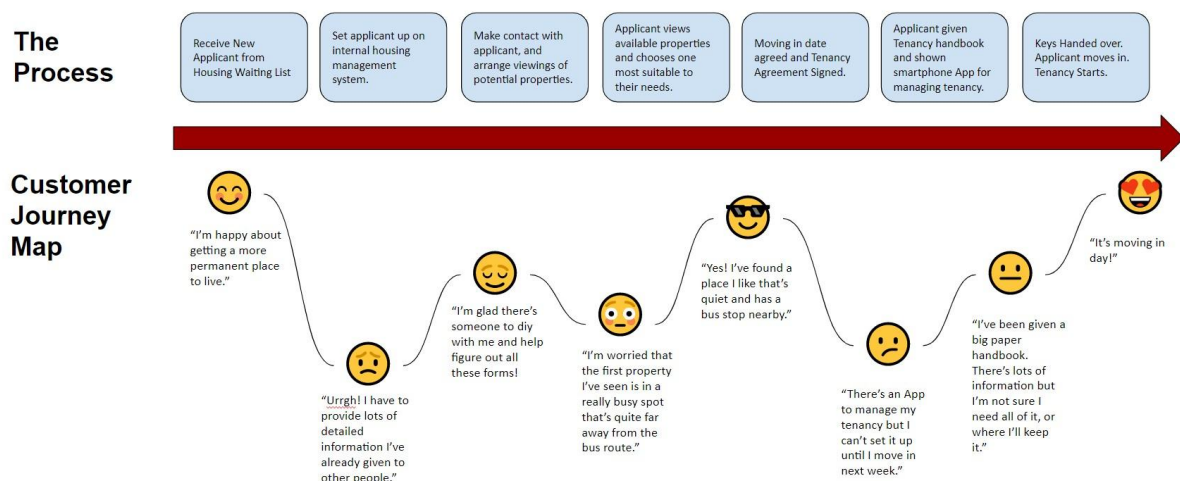 The
Process
Receive New
Applicant from
Housing Waiting List
Set applicant up on
internal housing
management
system.
Make contact with
applicant, and
arrange viewings of
potential properties.
Applicant views
available properties
and chooses one
most suitable to
their needs.
Moving in date
agreed and Tenancy
Agreement Signed.
Applicant given
Tenancy handbook
and shown
smartphone App for
managing tenancy.
Keys Handed over.
Applicant moves in.
Tenancy Starts.
Customer
Journey
Map
“I’m happy about
getting a more
permanent place
to live.”
“Urrgh! I have to
provide lots of
detailed
information I’ve
already given to
other people.”
“I’m glad there’s
someone to diy
with me and help
figure out all
these forms!
“I’m worried that
the first property
I’ve seen is in a
really busy spot
that’s quite far
away from the
bus route.”
“Yes! I’ve found a
place I like that’s
quiet and has a
bus stop nearby.”
“There’s an App
to manage my
tenancy but I
can’t set it up
until I move in
next week.”
“I’ve been given a
big paper
handbook.
There’s lots of
information but
I’m not sure I
need all of it, or
where I’ll keep
it.”
“It’s moving in
day!”